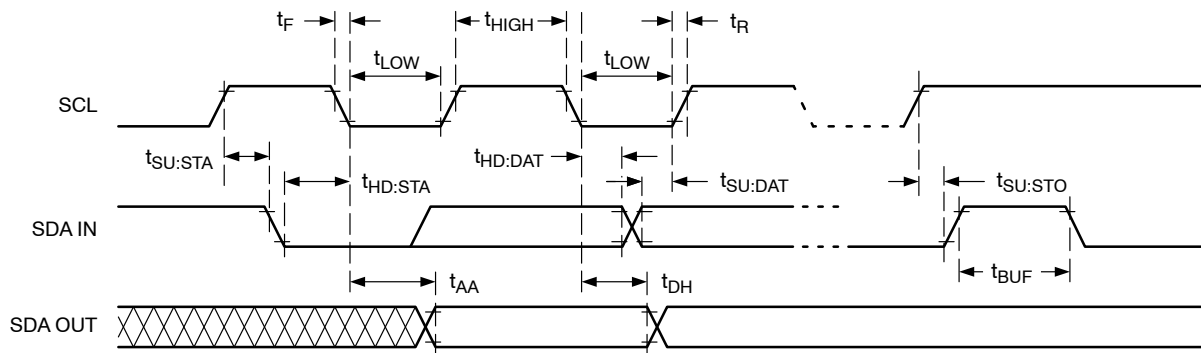 tF
tHIGH
tR
tLOW
tLOW
SCL
tSU:STA
tHD:STA
tHD:DAT
tSU:DAT
tSU:STO
SDA IN
tAA
tDH
tBUF
SDA OUT